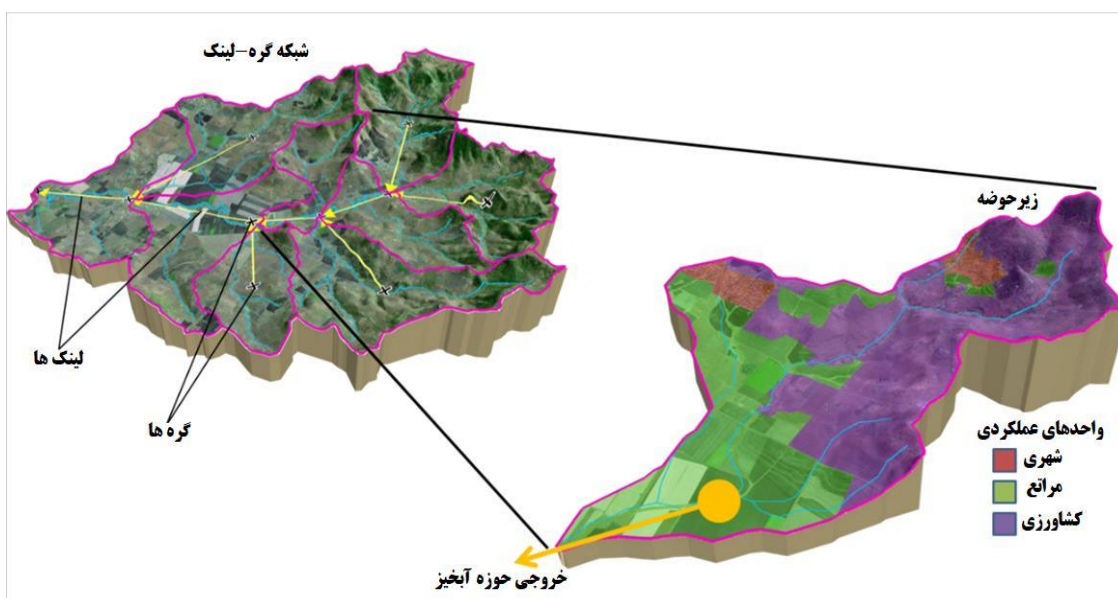 شبکه گره-لینک
زیرحوضه
لینک ها
گره ها
واحدهای عملکردی
شهری
مراتع
کشاورزی
خروجی حوزه آبخیز